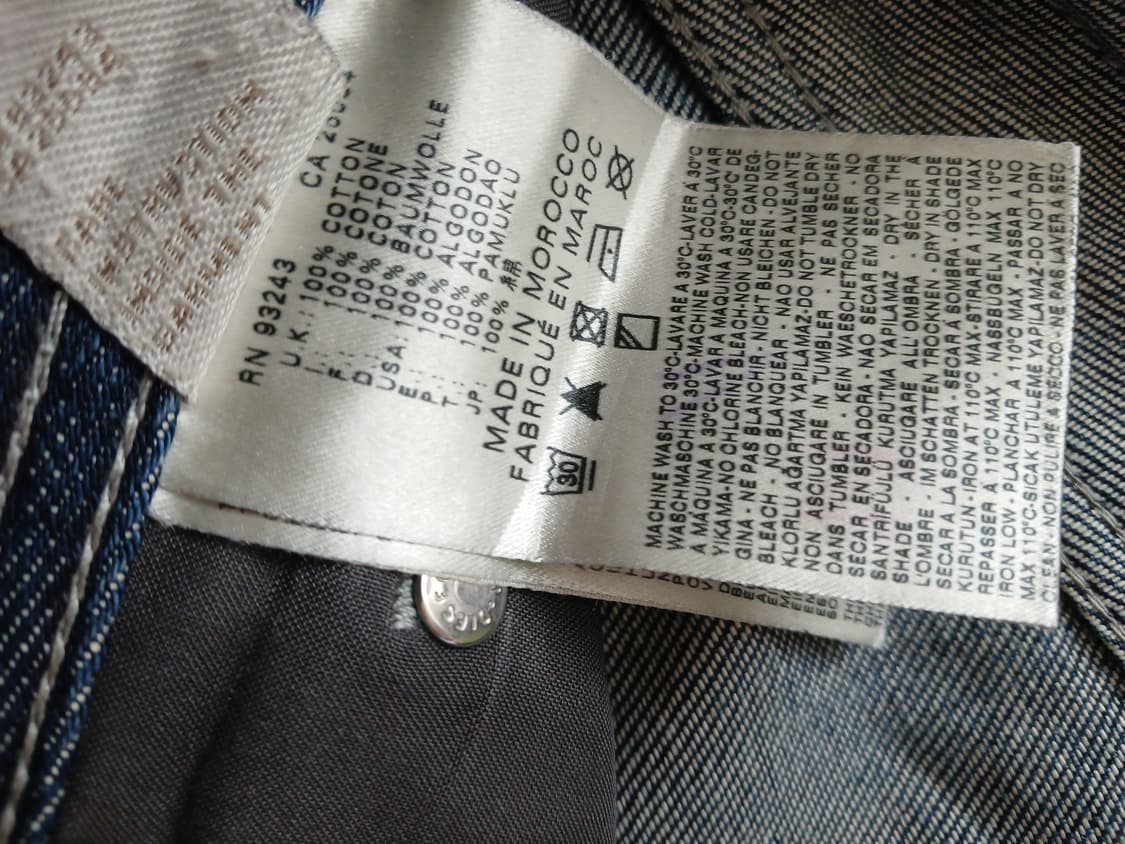 RN 93243
CA
UK: 100% COTTON
I.: 100% COTONE
F.: 100% COTON
D.: 100% BAUMWOLLE
USA: 100% COTTON
E.: 100% ALGODON
P.: 100% ALGODAO
T.: 100% PAMUKLU
JP: 100% 綿
MADE IN MOROCCO
FABRIQUÉ EN MAROC
30
MACHINE WASH TO 30°C-LAVARE A 30°C-LAVER À 30°C
WASCHMASCHINE 30°C-MACHINE WASH COLD-LAVAR
A MAQUINA A 30°C-LAVAR A MAQUINA A 30°C-30°C' DE
YIKAMA-NO CHLORINE BLEACH-NON USARE CANDEG-
GINA - NE PAS BLANCHIR - NICHT BLEICHEN - DO NOT
BLEACH - NO BLANQUEAR - NAO USAR ALVEJANTE
KLORLU AGARTMA YAPILAMAZ-DO NOT TUMBLE DRY
NON ASCIUGARE IN TUMBLER - NE PAS SECHER
DANS TUMBLER - KEIN WASCHETROCKNER - NO
SECAR EN SECADORA - NAO SECAR EM SECADORA
SANTRIFÜJLÜ KURUTMA YAPILAMAZ - DRY IN THE
SHADE - ASCIUGARE ALL'OMBRA - SÉCHER À
L'OMBRE - IM SCHATTEN TROCKNEN - DRY IN SHADE
SECAR A LA SOMBRA - SECAR A SOMBRA - GÖLGEDE
KURUTUN - IRON AT 110°C MAX - STIRARE A 110°C MAX
REPASSER A 110°C MAX - NASSBÜGELN MAX 110°C
IRON LOW - PLANCHAR A 110°C MAX - PASSAR A NO
MAX 110°C-SICAK UTULEME YAPILAMAZ-DO NOT DRY
CLEAN - NON PULIRE A SECCO - NE PAS LAVER A SEC